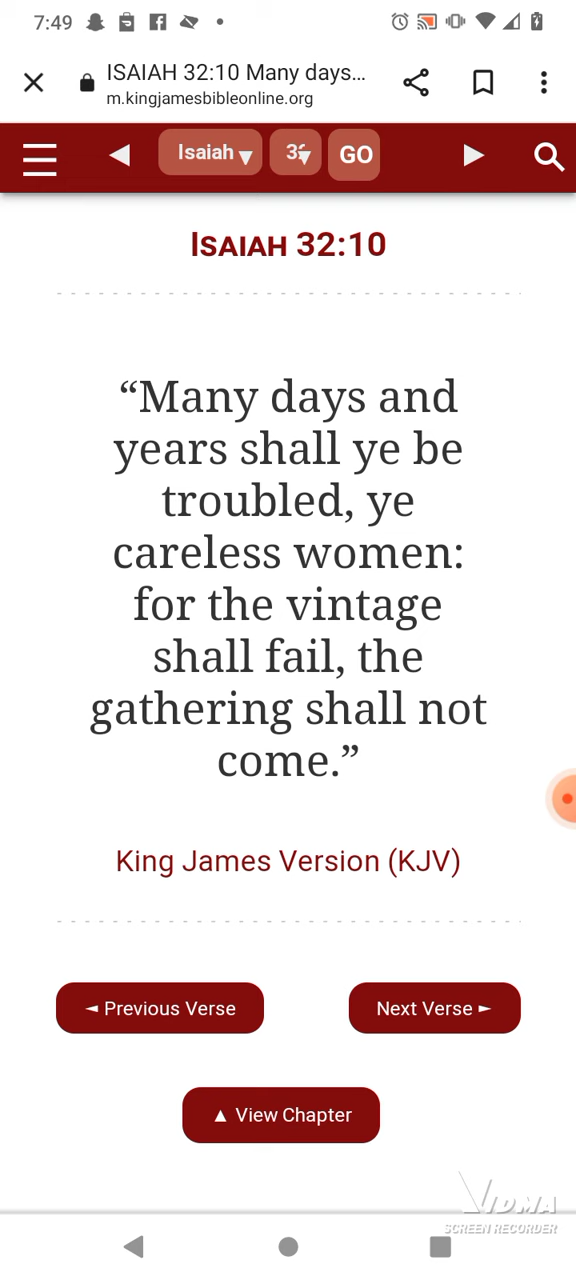 7:49
ISAIAH 32:10 Many days...
m.kingjamesbibleonline.org
Isaiah GO
ISAIAH 32:10
“Many days and
years shall ye be
troubled, ye
careless women:
for the vintage
shall fail, the
gathering shall not
come.”
King James Version (KJV)
◄ Previous Verse Next Verse ►
▲ View Chapter
VIDMA
SCREEN RECORDER